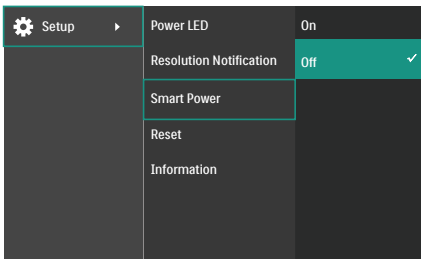 Setup
Power LED
Resolution Notification
Smart Power
Reset
Information
On
Off